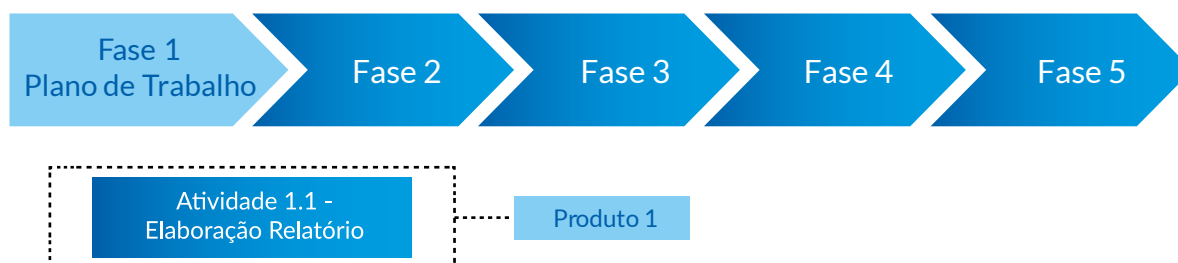 Fase 1
Plano de Trabalho
Fase 2
Fase 3
Fase 4
Fase 5
Atividade 1.1 -
Elaboração Relatório
Produto 1